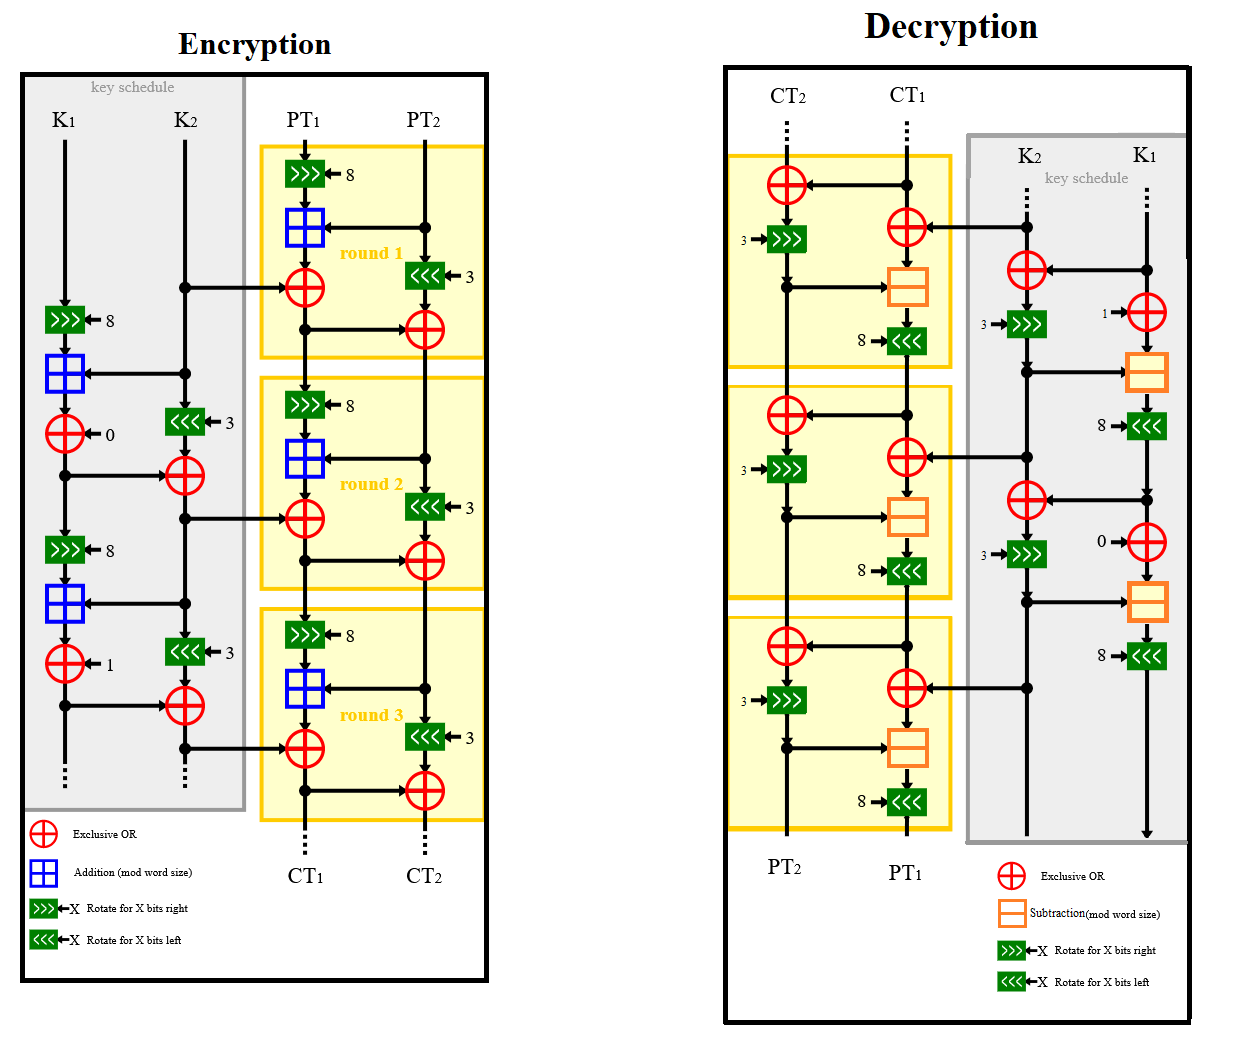 Encryption
key schedule
K1 K2 PT1 PT2
>>> 8
round 1
<<< 3
>>> 8
<<< 3
0
>>> 8
round 2
<<< 3
>>> 8
<<< 3
1
>>> 8
round 3
<<< 3
CT1 CT2
Exclusive OR
Addition (mod word size)
>>> X Rotate for X bits right
<<< X Rotate for X bits left
Decryption
CT2 CT1
K2 K1
key schedule
3 >>>
8 <<<
1
3 >>>
8 <<<
3 >>>
8 <<<
0
3 >>>
8 <<<
3 >>>
8 <<<
PT2 PT1
Exclusive OR
Subtraction(mod word size)
>>> X Rotate for X bits right
<<< X Rotate for X bits left